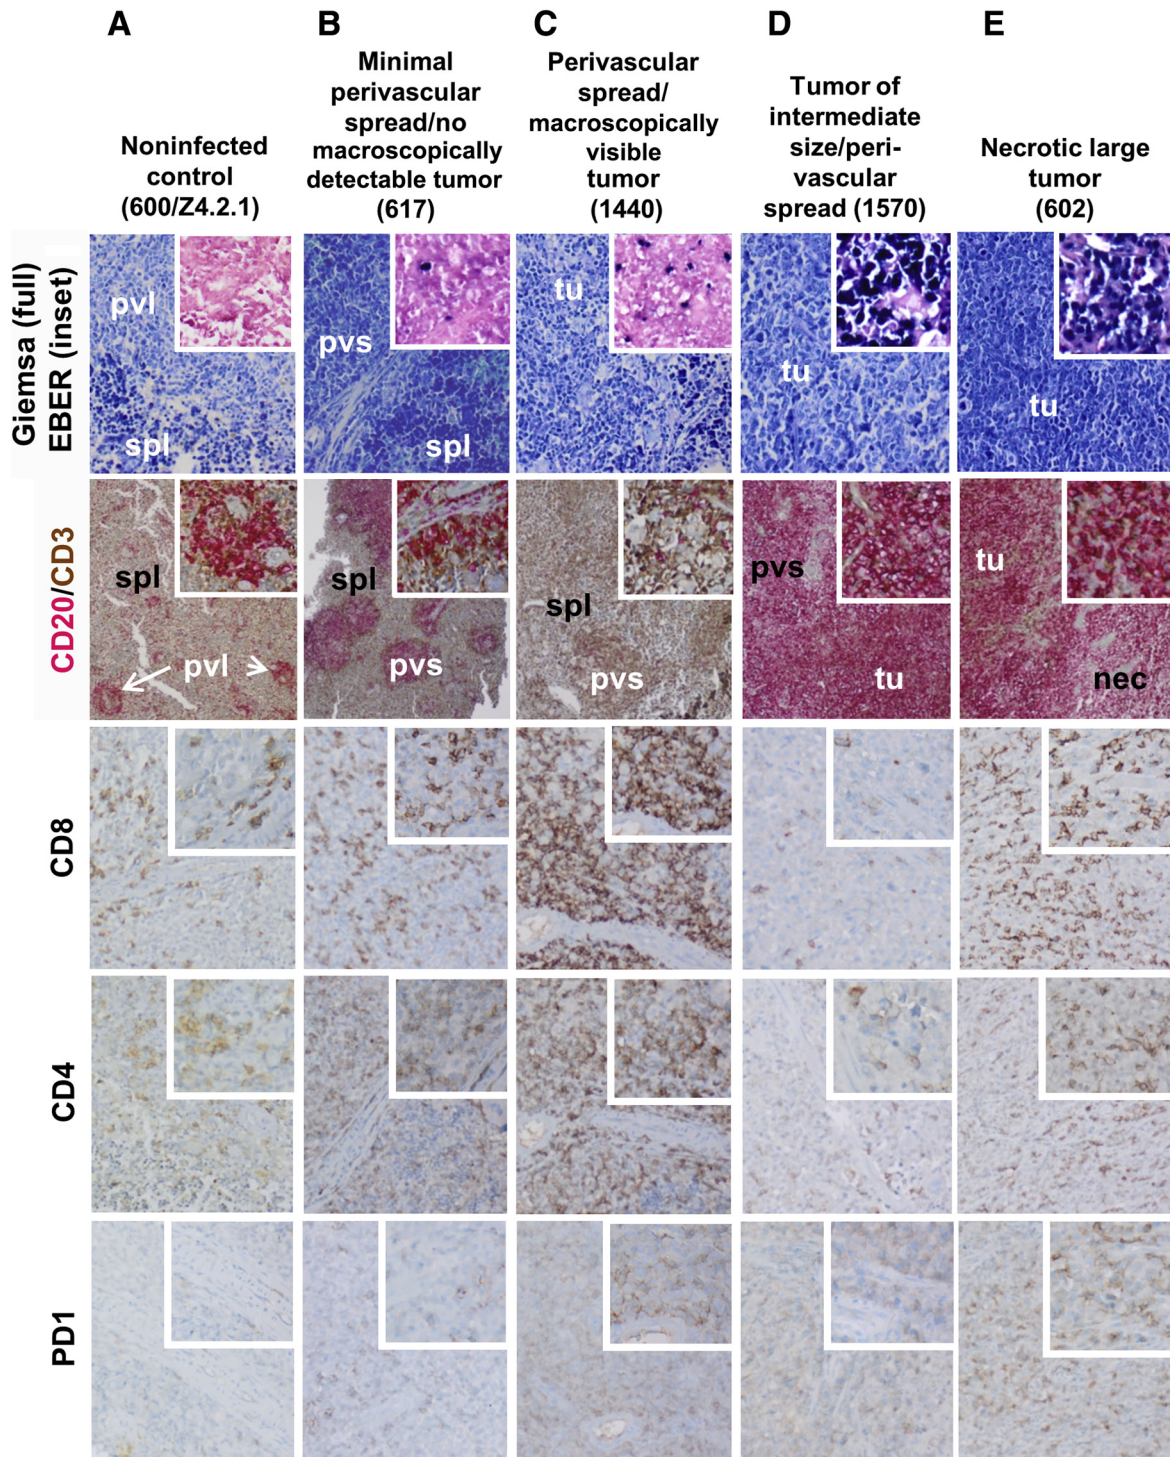 A
B
C
D
E
Noninfected
control
(600/Z4.2.1)
Minimal
perivascular
spread/no
macroscopically
detectable tumor
(617)
Perivascular
spread/
macroscopically
visible
tumor
(1440)
Tumor of
intermediate
size/peri-
vascular
spread (1570)
Necrotic large
tumor
(602)
Giemsa (full)
EBER (inset)
pvl
spl
pvs
spl
tu
tu
tu
CD20/CD3
spl
pvl
spl
pvs
spl
pvs
pvs
tu
tu
nec
CD8
CD4
PD1